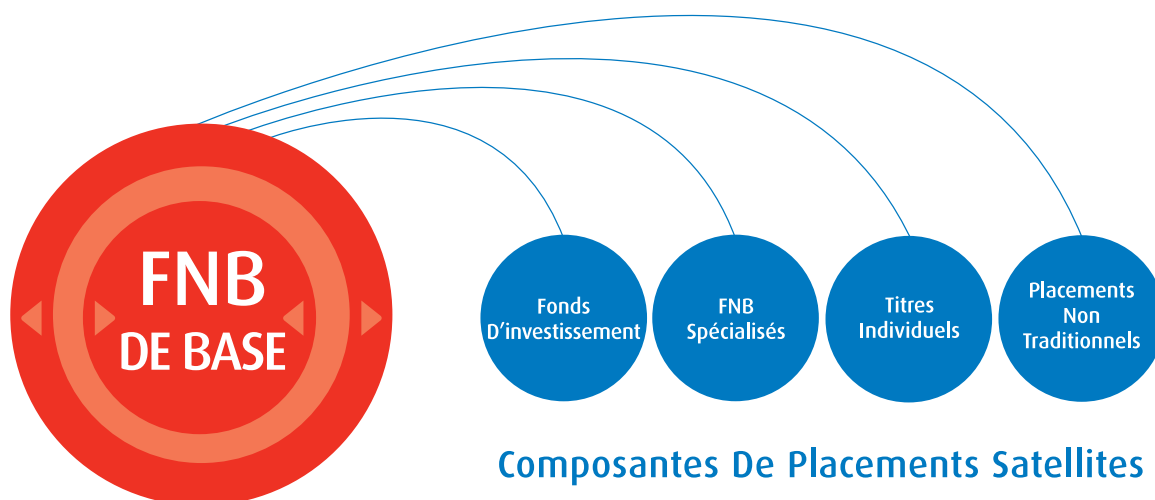 FNB
DE BASE
Fonds
D’investissement
FNB
Spécialisés
Titres
Individuels
Placements
Non
Traditionnels
Composantes De Placements Satellites